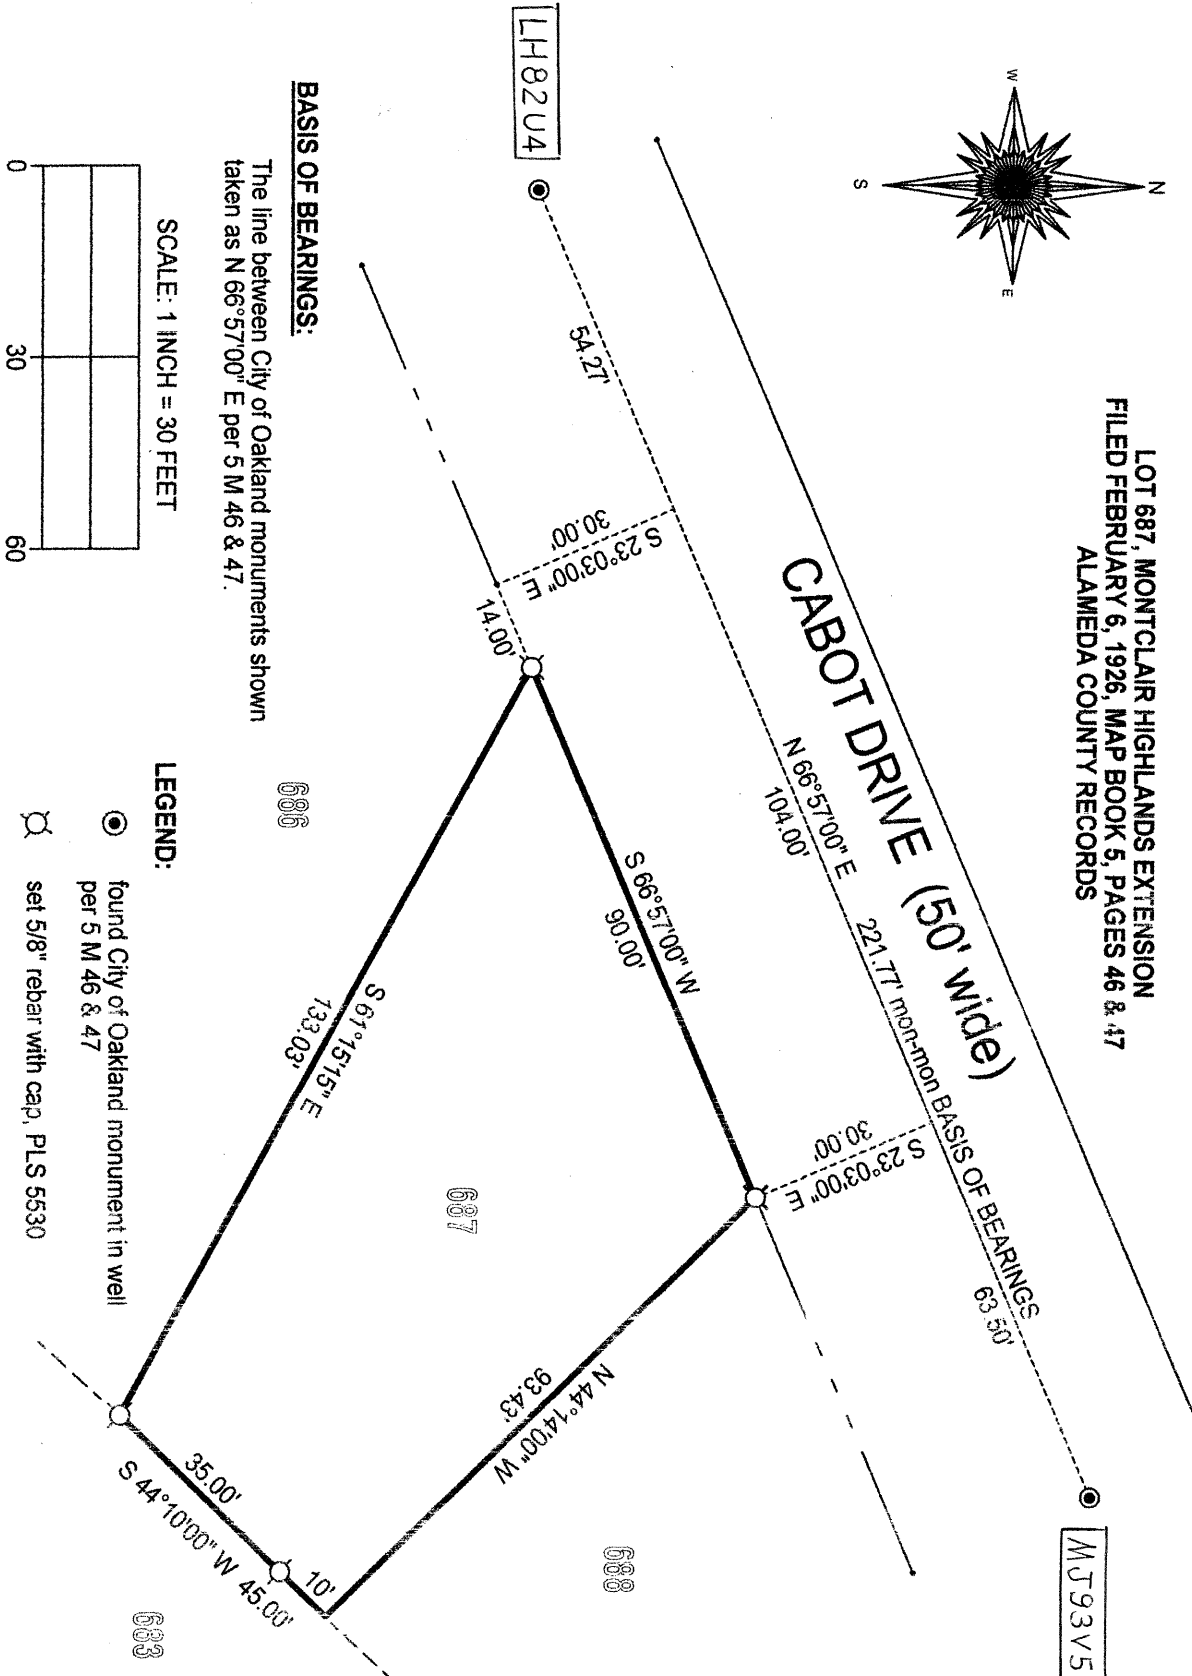 LOT 687, MONTCLAIR HIGHLANDS EXTENSION
FILED FEBRUARY 6, 1926, MAP BOOK 5, PAGES 46 & 47
ALAMEDA COUNTY RECORDS
N
W
E
S
MJ93V5
LH82U4
CABOT DRIVE (50' wide)
54.27'
N 66°57'00" E
104.00'
221.77' mon-mon BASIS OF BEARINGS
63.50'
S 23°03'00" E
30.00'
S 23°03'00" E
30.00'
14.00'
S 66°57'00" W
90.00'
N 44°14'00" W
93.43'
S 61°15'15" E
133.03'
35.00'
10'
S 44°10'00" W 45.00'
686
687
688
683
BASIS OF BEARINGS:
The line between City of Oakland monuments shown
taken as N 66°57'00" E per 5 M 46 & 47.
SCALE: 1 INCH = 30 FEET
0
30
60
LEGEND:
found City of Oakland monument in well
per 5 M 46 & 47
set 5/8" rebar with cap, PLS 5530